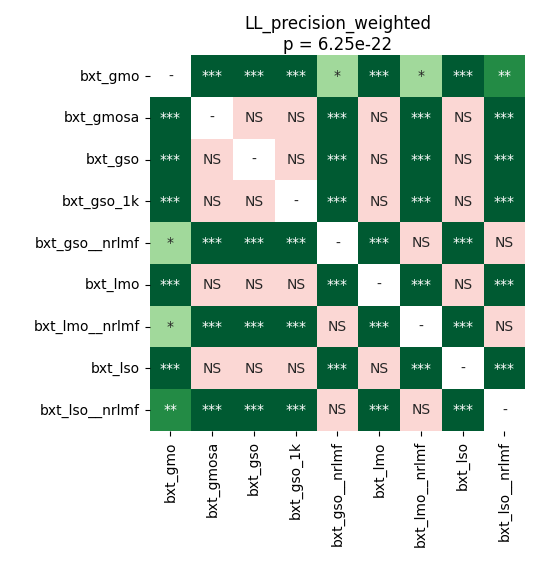 LL_precision_weighted
p = 6.25e-22
bxt_gmo - *** *** *** * *** * *** **
bxt_gmosa *** - NS NS *** NS *** NS ***
bxt_gso *** NS - NS *** NS *** NS ***
bxt_gso_1k *** NS NS - *** NS *** NS ***
bxt_gso__nrlmf * *** *** *** - *** NS *** NS
bxt_lmo *** NS NS NS *** - *** NS ***
bxt_lmo__nrlmf * *** *** *** NS *** - *** NS
bxt_lso *** NS NS NS *** NS *** - ***
bxt_lso__nrlmf ** *** *** *** NS *** NS *** -
bxt_gmo
bxt_gmosa
bxt_gso
bxt_gso_1k
bxt_gso__nrlmf
bxt_lmo
bxt_lmo__nrlmf
bxt_lso
bxt_lso__nrlmf